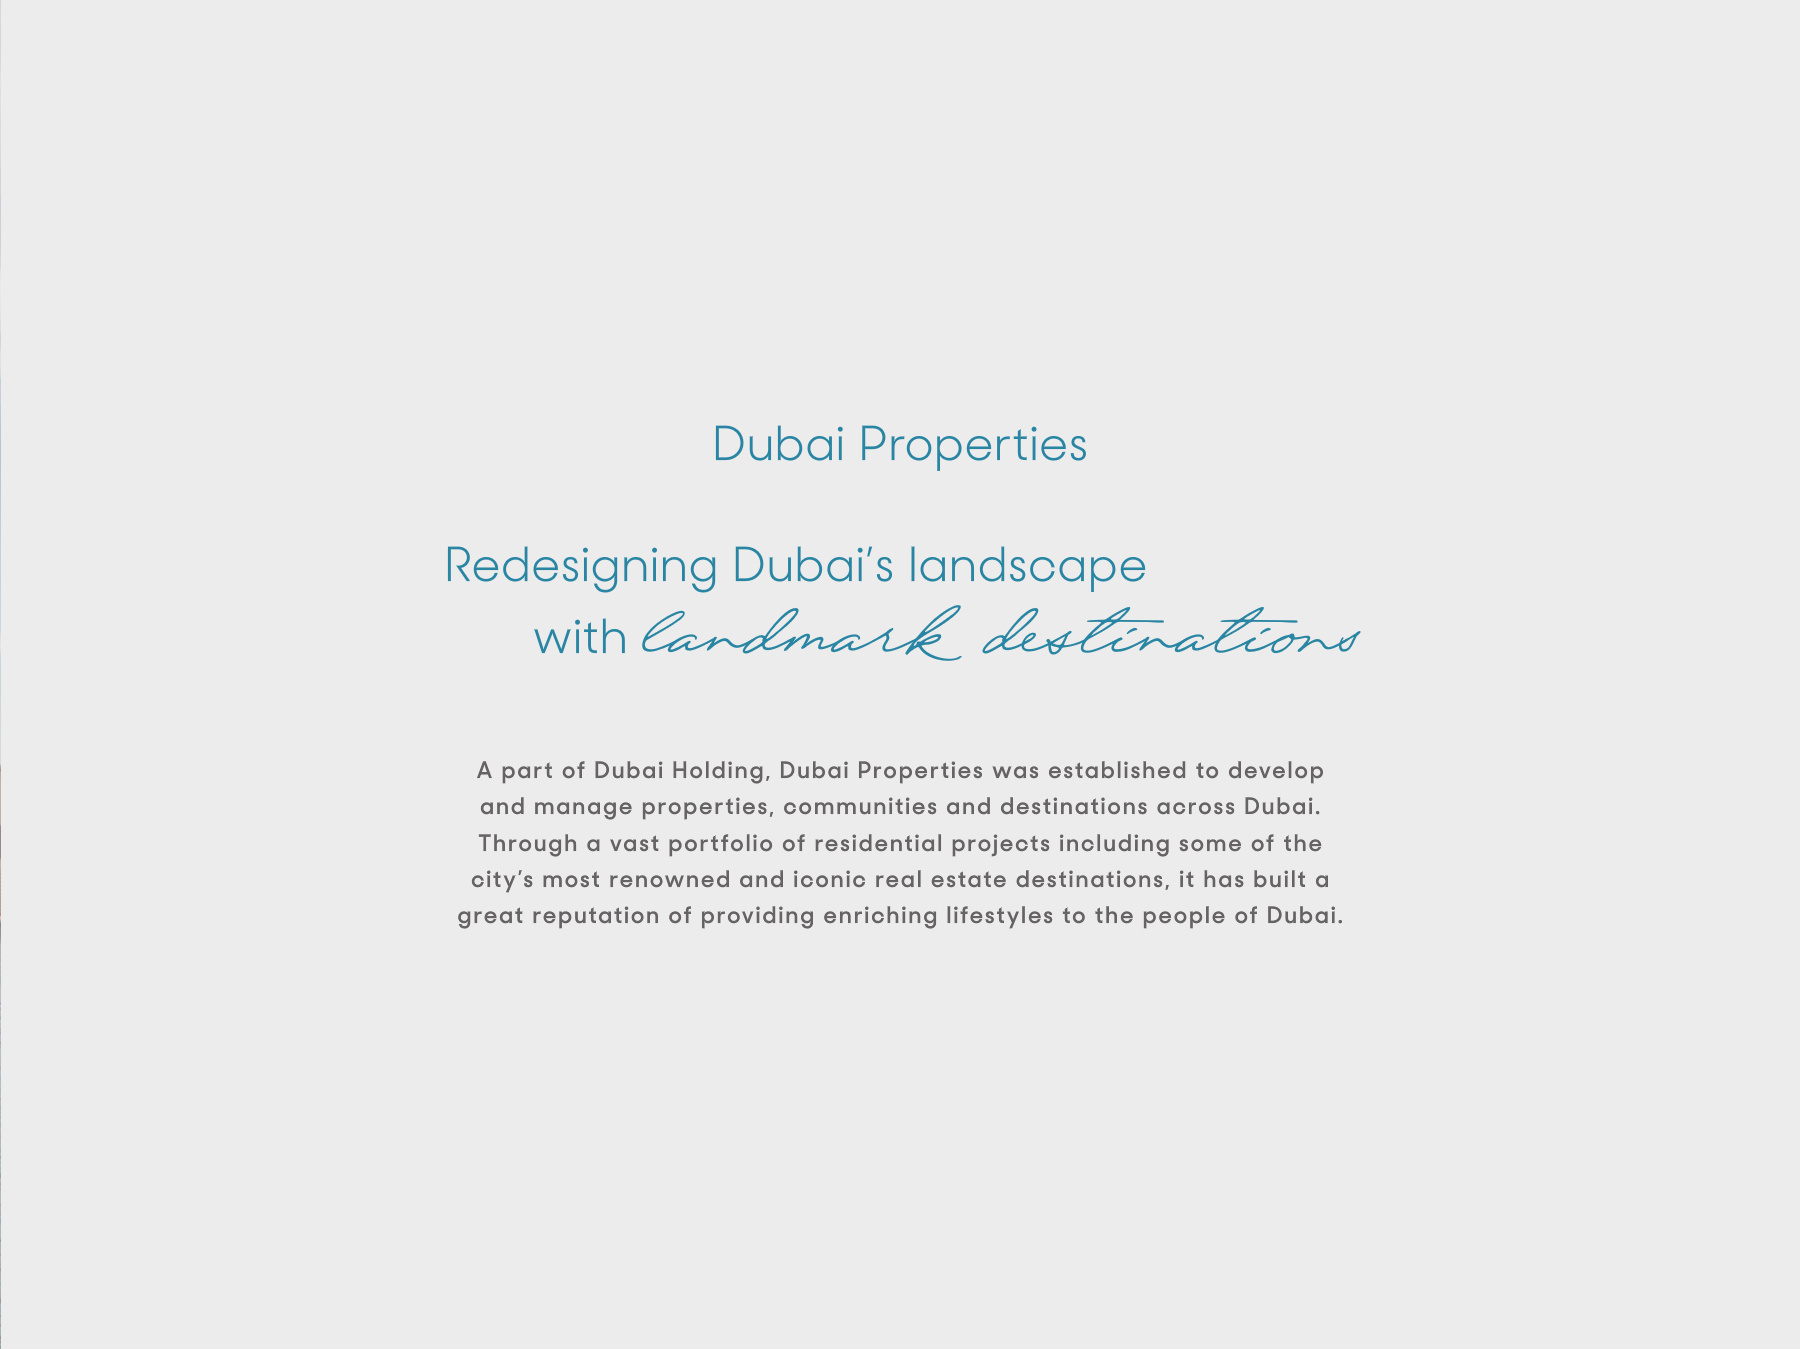 Dubai Properties
Redesigning Dubai’s landscape
with landmark destinations
A part of Dubai Holding, Dubai Properties was established to develop
and manage properties, communities and destinations across Dubai.
Through a vast portfolio of residential projects including some of the
city’s most renowned and iconic real estate destinations, it has built a
great reputation of providing enriching lifestyles to the people of Dubai.